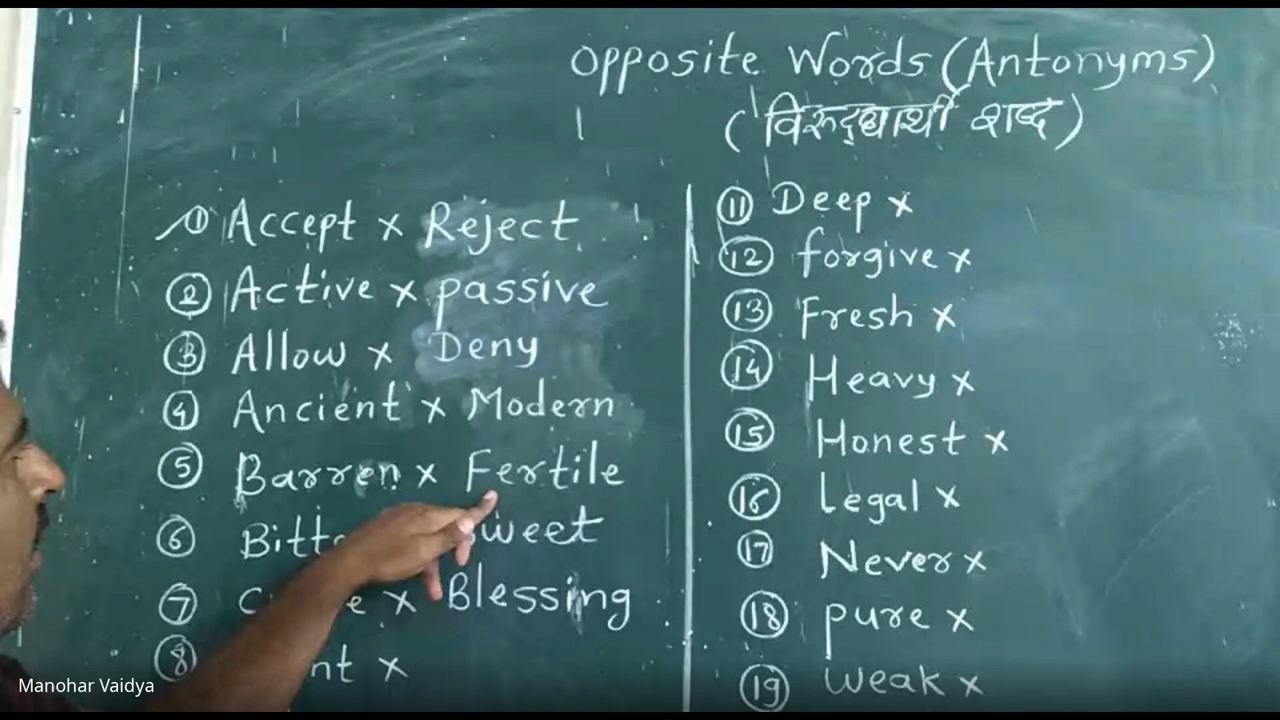 Opposite Words (Antonyms)
(विरूद्धार्थी शब्द)
1 Accept × Reject
2 Active × passive
3 Allow × Deny
4 Ancient × Modern
5 Barren × Fertile
6 Sweet
7 × Blessing
8 ×
11 Deep ×
12 forgive ×
13 Fresh ×
14 Heavy ×
15 Honest ×
16 Legal ×
17 Never ×
18 pure ×
19 weak ×
Manohar Vaidya